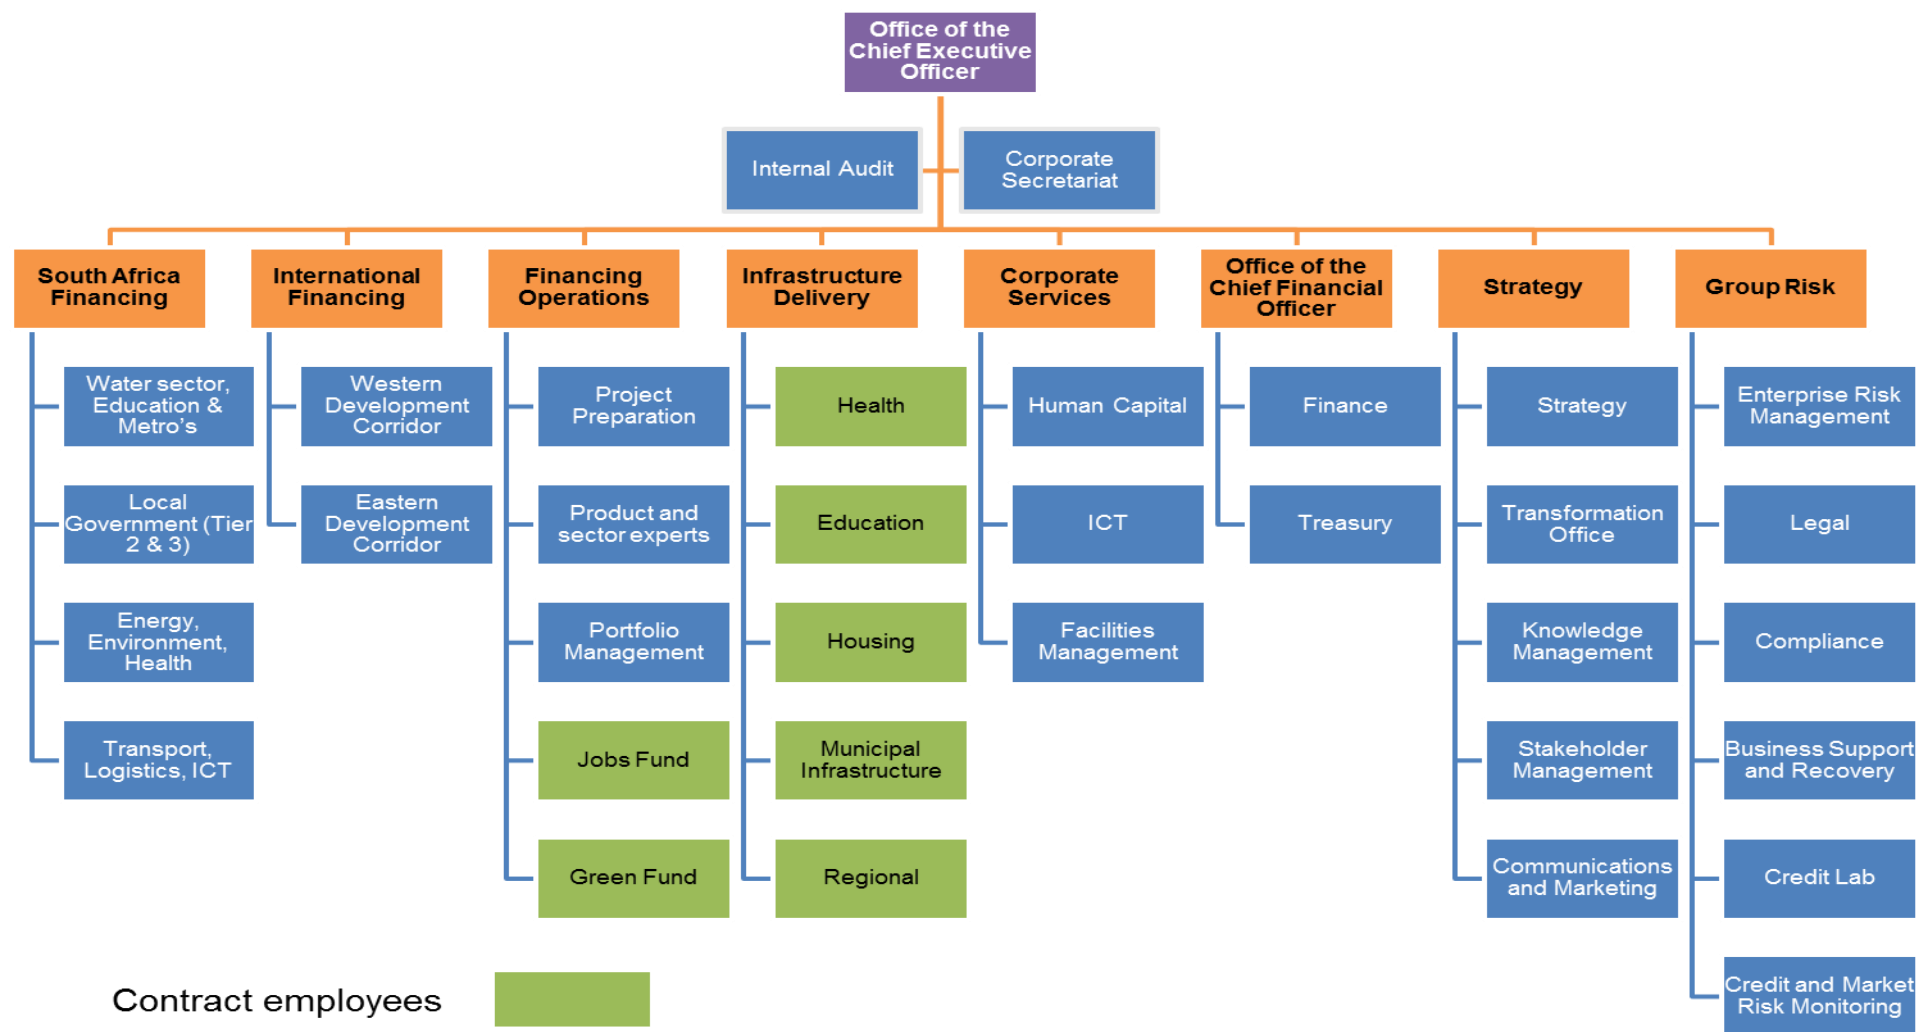 Office of the
Chief Executive
Officer
Internal Audit
Corporate
Secretariat
South Africa
Financing
International
Financing
Financing
Operations
Infrastructure
Delivery
Corporate
Services
Office of the
Chief Financial
Officer
Strategy
Group Risk
Water sector,
Education &
Metro's
Local
Government (Tier
2 & 3)
Energy,
Environment,
Health
Transport,
Logistics, ICT
Western
Development
Corridor
Eastern
Development
Corridor
Project
Preparation
Product and
sector experts
Portfolio
Management
Jobs Fund
Green Fund
Health
Education
Housing
Municipal
Infrastructure
Regional
Human Capital
ICT
Facilities
Management
Finance
Treasury
Strategy
Transformation
Office
Knowledge
Management
Stakeholder
Management
Communications
and Marketing
Enterprise Risk
Management
Legal
Compliance
Business Support
and Recovery
Credit Lab
Credit and Market
Risk Monitoring
Contract employees